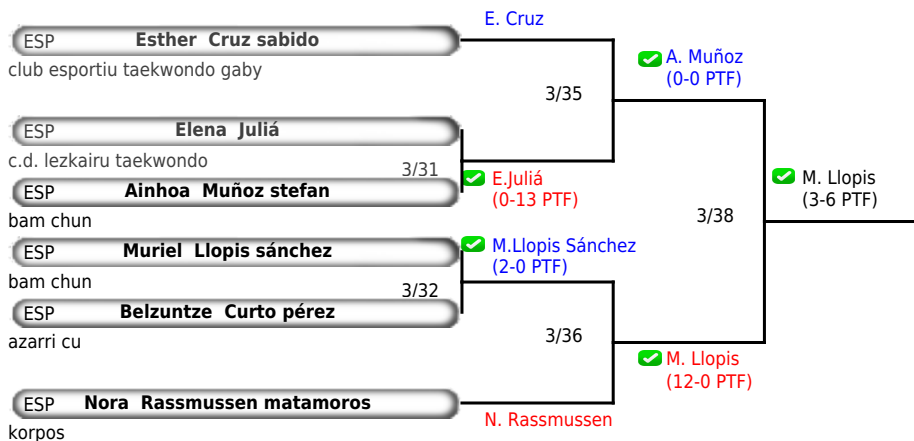 E. Cruz
ESP Esther Cruz sabido
club esportiu taekwondo gaby
A. Muñoz
(0-0 PTF)
3/35
ESP Elena Juliá
c.d. lezkairu taekwondo
3/31
E.Juliá
(0-13 PTF)
ESP Ainhoa Muñoz stefan
bam chun
M. Llopis
(3-6 PTF)
3/38
ESP Muriel Llopis sánchez
bam chun
M.Llopis Sánchez
(2-0 PTF)
3/32
ESP Belzuntze Curto pérez
azarri cu
3/36
M. Llopis
(12-0 PTF)
ESP Nora Rassmussen matamoros
korpos
N. Rassmussen